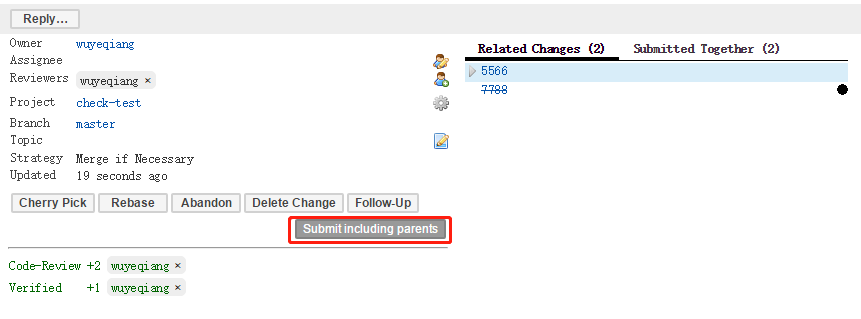 Reply...
Owner wuyeqiang
Assignee
Reviewers wuyeqiang ×
Project check-test
Branch master
Topic
Strategy Merge if Necessary
Updated 19 seconds ago
Cherry Pick Rebase Abandon Delete Change Follow-Up
Submit including parents
Code-Review +2 wuyeqiang ×
Verified +1 wuyeqiang ×
Related Changes (2) Submitted Together (2)
5566
7788